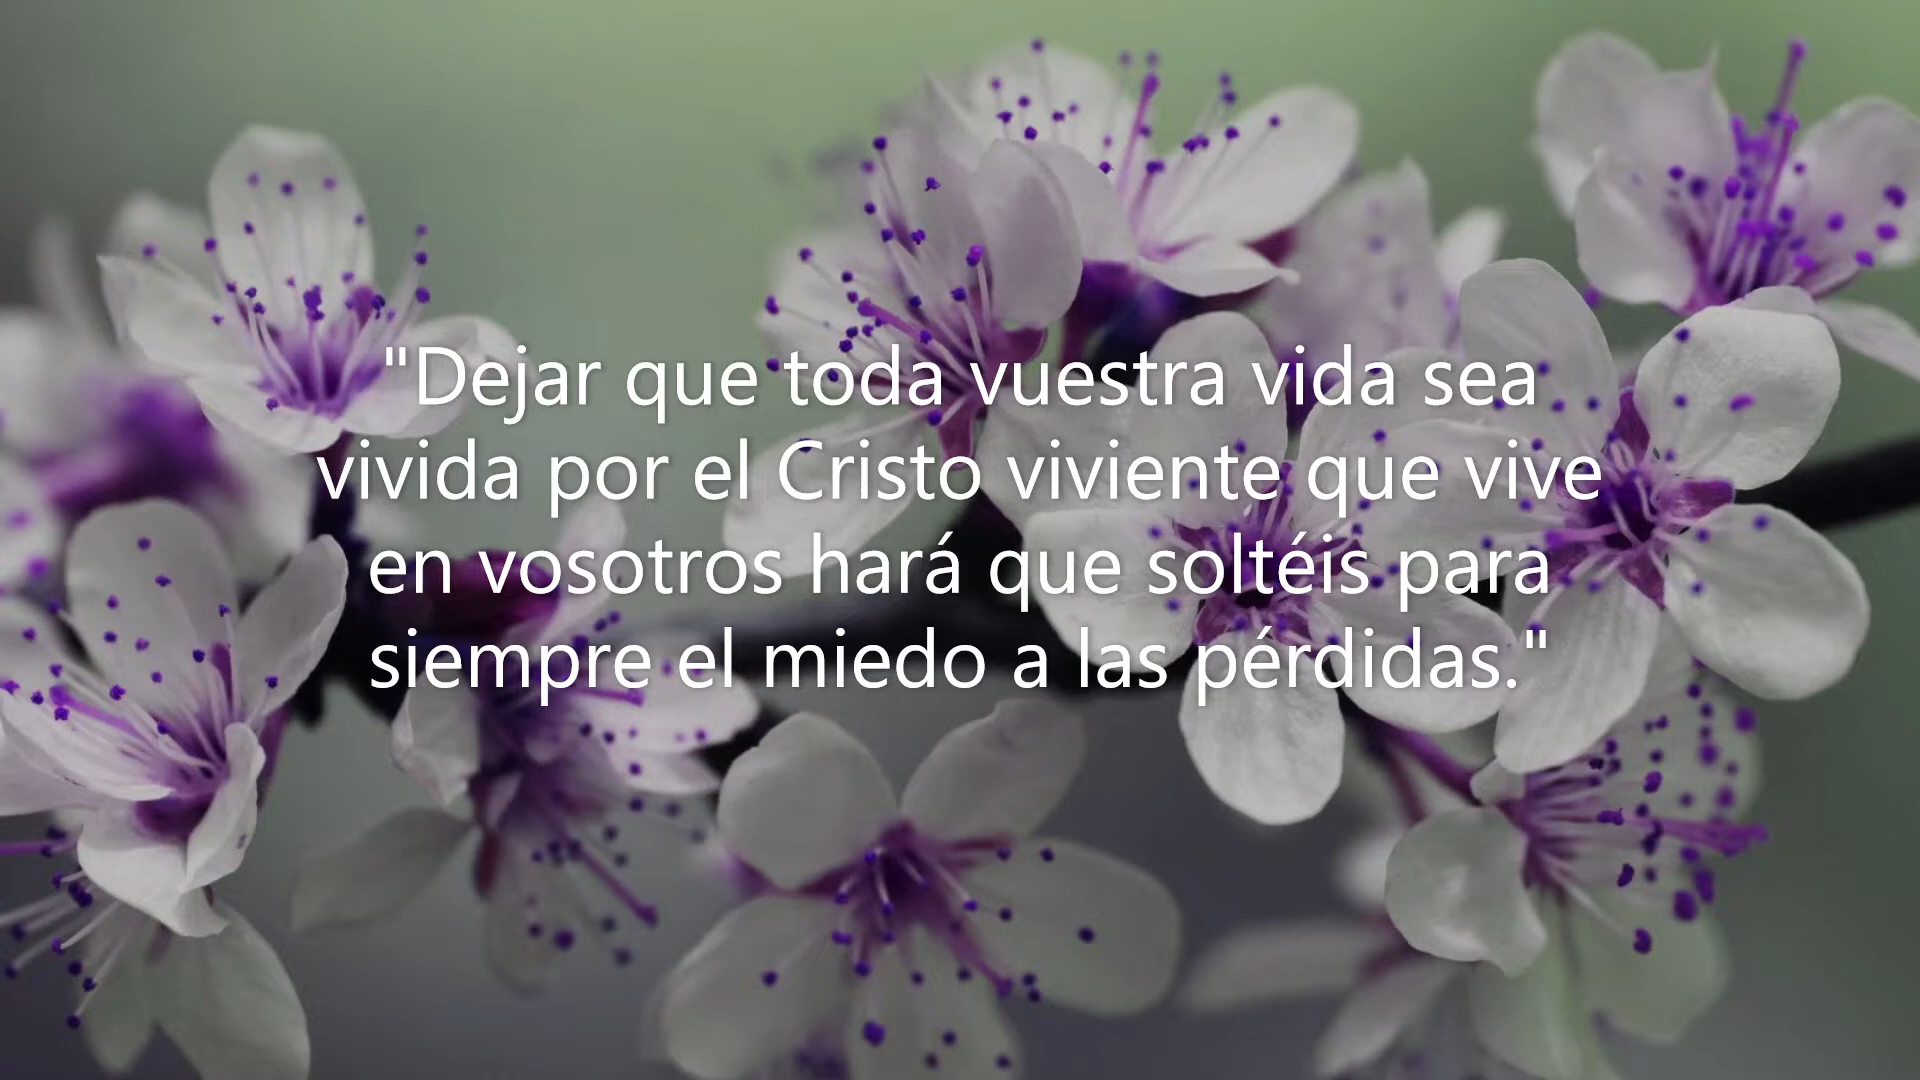 "Dejar que toda vuestra vida sea
vivida por el Cristo viviente que vive
en vosotros hará que soltéis para
siempre el miedo a las pérdidas."